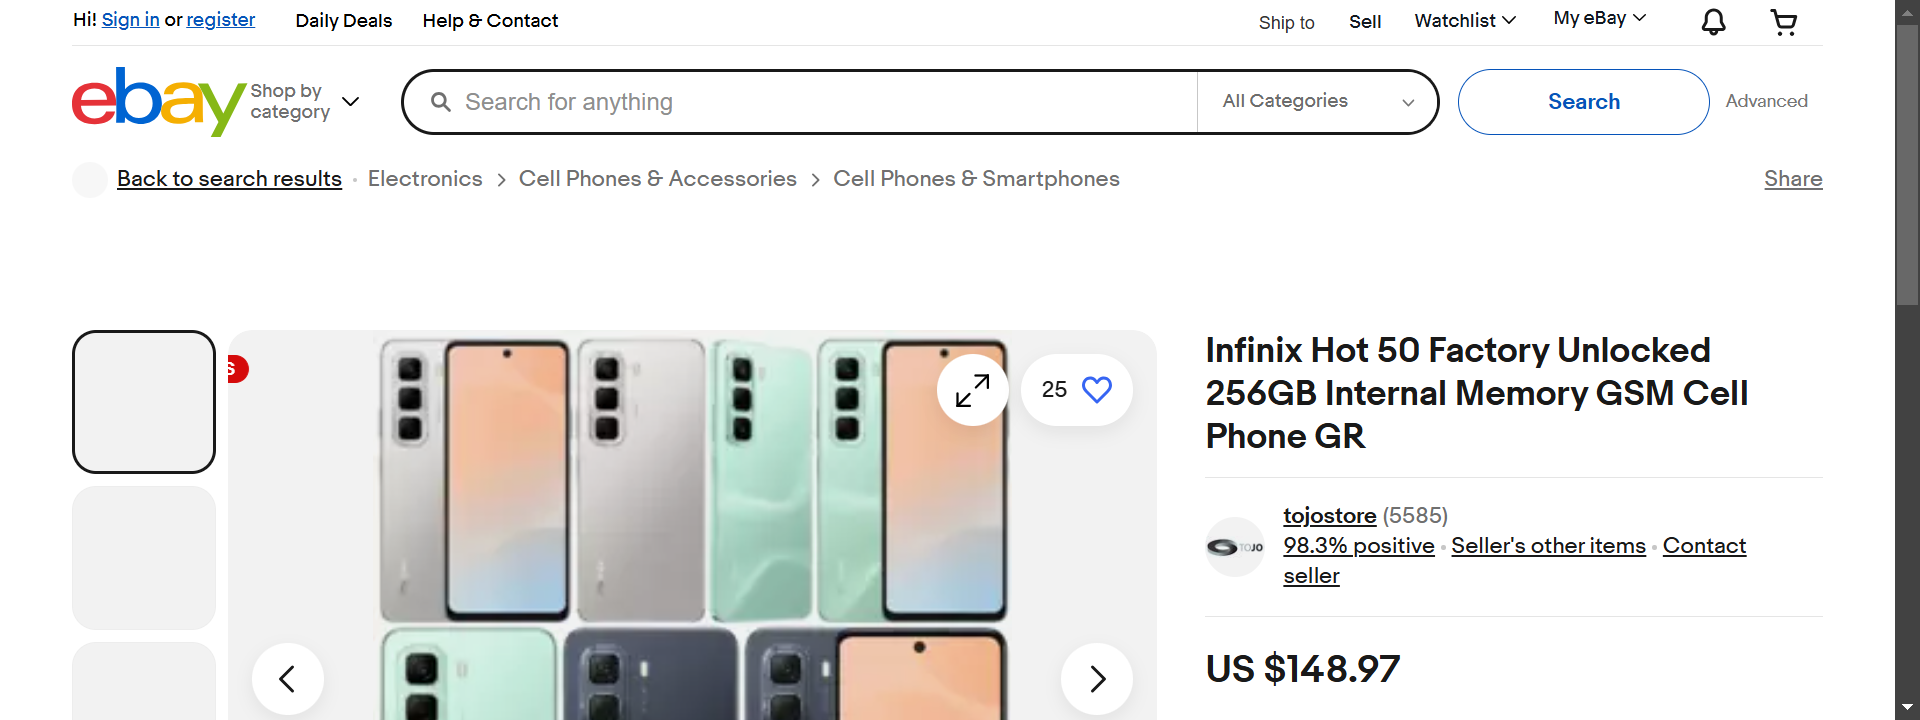 Hi! Sign in or register Daily Deals Help & Contact Ship to Sell Watchlist My eBay
ebay Shop by category Search for anything All Categories Search Advanced
Back to search results Electronics Cell Phones & Accessories Cell Phones & Smartphones Share
S
25
Infinix Hot 50 Factory Unlocked
256GB Internal Memory GSM Cell
Phone GR
TOJO
tojostore (5585)
98.3% positive Seller's other items Contact
seller
US $148.97